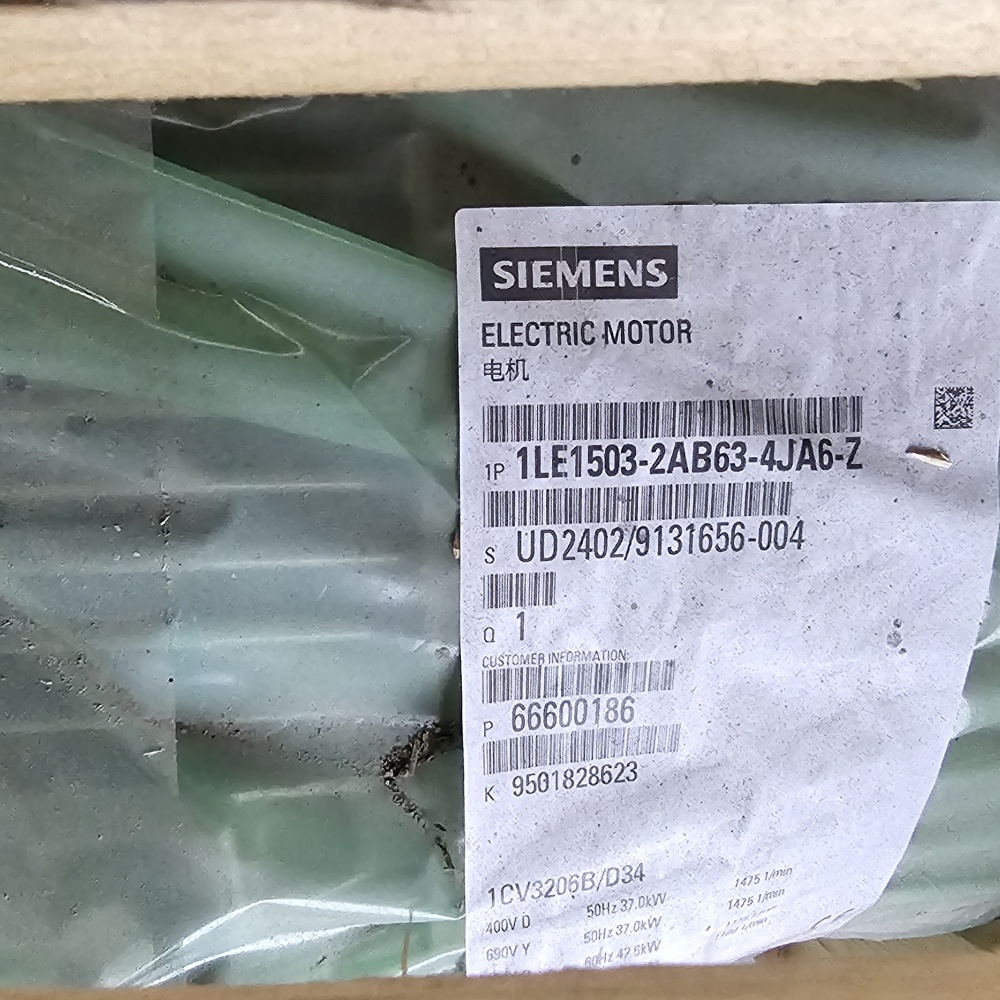 SIEMENS
ELECTRIC MOTOR
电机
1P 1LE1503-2AB63-4JA6-Z
S UD2402/9131656-004
Q 1
CUSTOMER INFORMATION:
P 66600186
K 9501828623
1CV3206B/D34
400V D 50Hz 37.0kW 1475 1/min
690V Y 50Hz 37.0kW 1475 1/min
60Hz 42.6kW